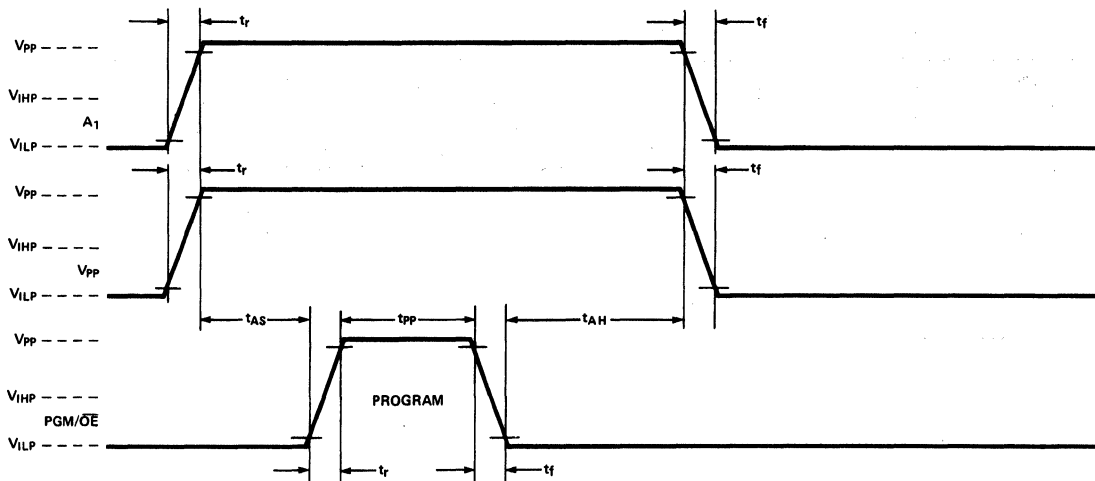 tr tf
VPP
VIHP
A1
VILP
tr tf
VPP
VIHP
VPP
VILP
tAS tPP tAH
VPP
VIHP PROGRAM
PGM/O̅E̅
VILP
tr tf